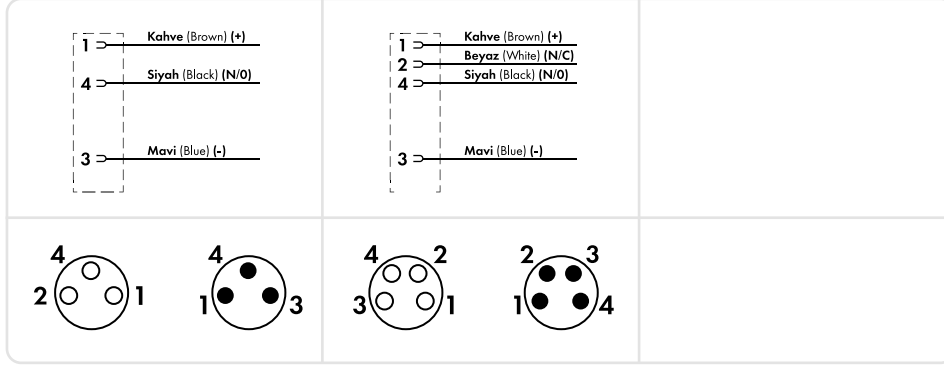 1 Kahve (Brown) (+)
4 Siyah (Black) (N/0)
3 Mavi (Blue) (-)
1 Kahve (Brown) (+)
2 Beyaz (White) (N/C)
4 Siyah (Black) (N/0)
3 Mavi (Blue) (-)
4
2 1
4
1 3
4 2
3 1
2 3
1 4